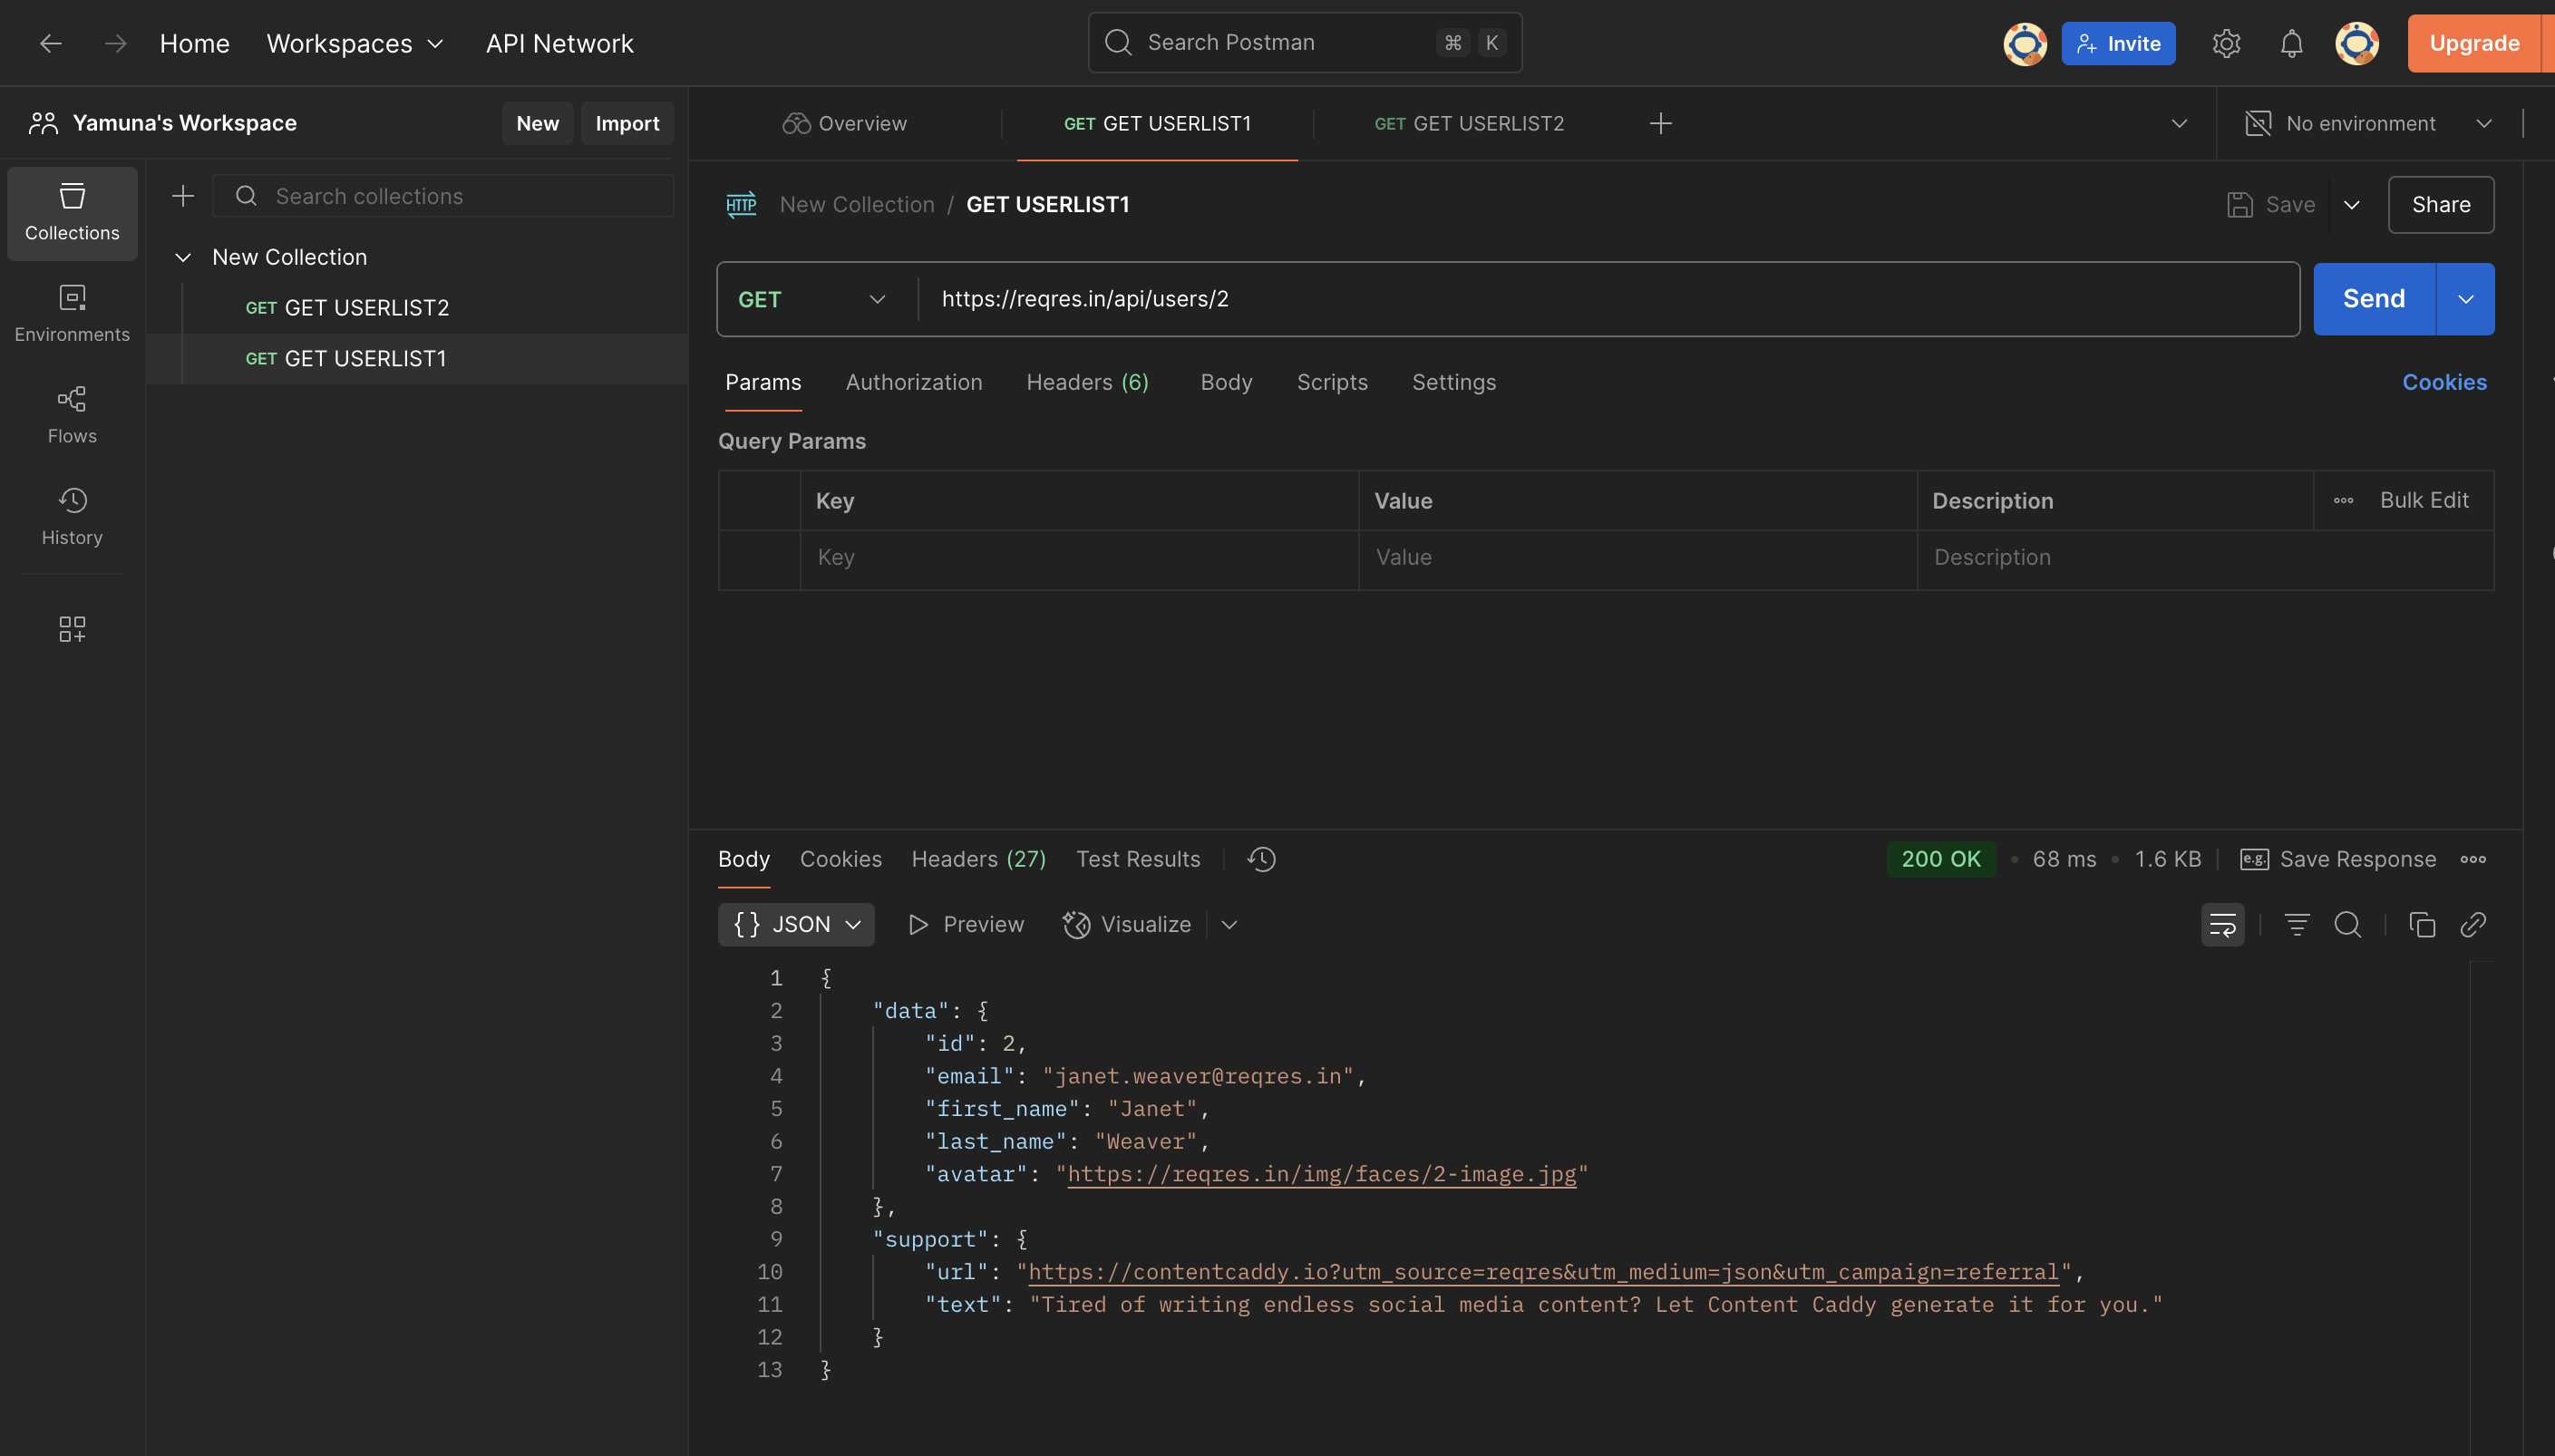 Home Workspaces API Network Search Postman ⌘ K Invite Upgrade
Yamuna's Workspace New Import
Overview GET GET USERLIST1 GET GET USERLIST2 No environment
Collections
Environments
Flows
History
Search collections
New Collection
GET GET USERLIST2
GET GET USERLIST1
HTTP New Collection / GET USERLIST1 Save Share
GET https://reqres.in/api/users/2 Send
Params Authorization Headers (6) Body Scripts Settings Cookies
Query Params
Key Value Description Bulk Edit
Key Value Description
Body Cookies Headers (27) Test Results 200 OK • 68 ms • 1.6 KB e.g. Save Response
{} JSON Preview Visualize
1 {
2 "data": {
3 "id": 2,
4 "email": "janet.weaver@reqres.in",
5 "first_name": "Janet",
6 "last_name": "Weaver",
7 "avatar": "https://reqres.in/img/faces/2-image.jpg"
8 },
9 "support": {
10 "url": "https://contentcaddy.io?utm_source=reqres&utm_medium=json&utm_campaign=referral",
11 "text": "Tired of writing endless social media content? Let Content Caddy generate it for you."
12 }
13 }